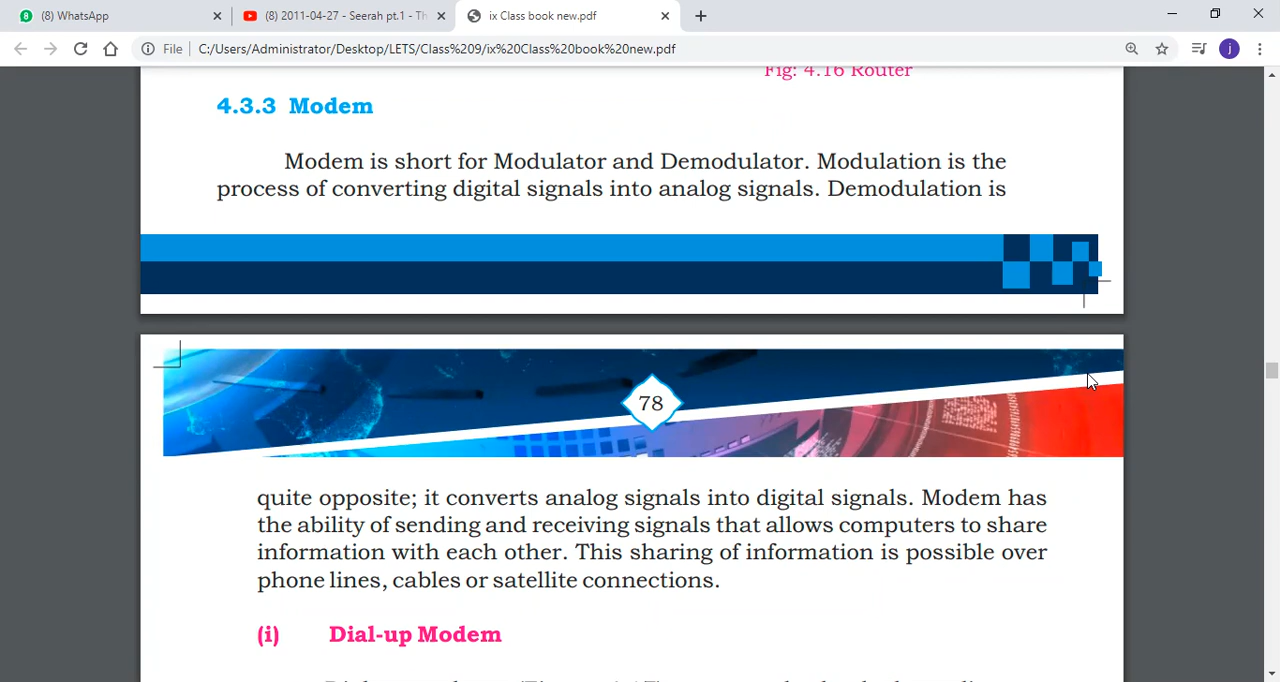 (8) WhatsApp
(8) 2011-04-27 - Seerah pt.1 - Th
ix Class book new.pdf
File
C:/Users/Administrator/Desktop/LETS/Class%209/ix%20Class%20book%20new.pdf
j
Fig: 4.16 Router
4.3.3 Modem
Modem is short for Modulator and Demodulator. Modulation is the
process of converting digital signals into analog signals. Demodulation is
78
quite opposite; it converts analog signals into digital signals. Modem has
the ability of sending and receiving signals that allows computers to share
information with each other. This sharing of information is possible over
phone lines, cables or satellite connections.
(i) Dial-up Modem